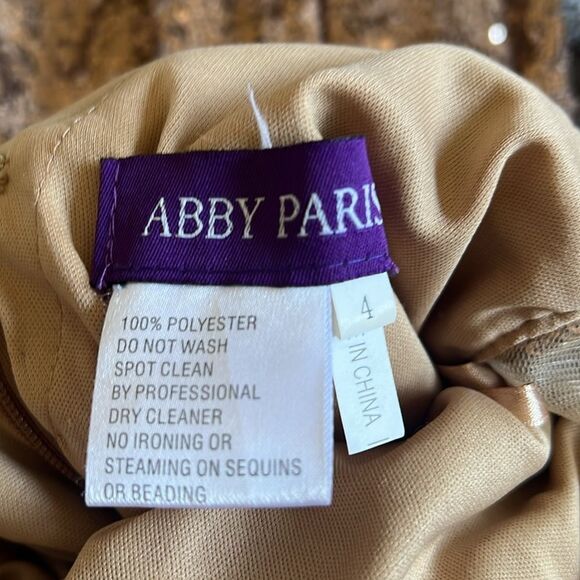 ABBY PARIS
4
IN CHINA
100% POLYESTER
DO NOT WASH
SPOT CLEAN
BY PROFESSIONAL
DRY CLEANER
NO IRONING OR
STEAMING ON SEQUINS
OR BEADING